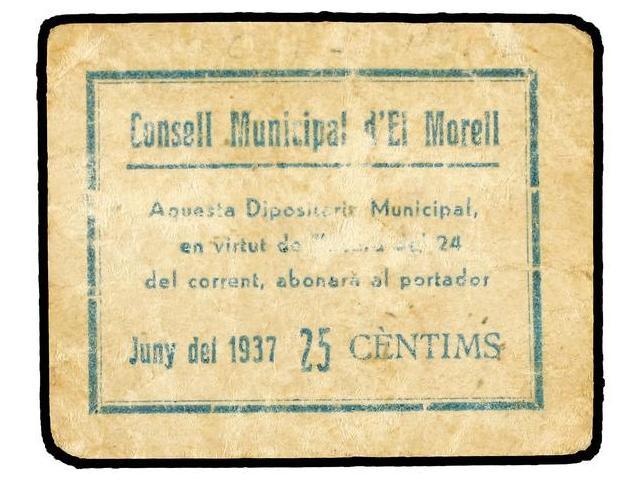 Consell Municipal d'El Morell
Aquesta Dipositaria Municipal,
en virtut de del 24
del corrent, abonarà al portador
Juny del 1937 25 CÈNTIMS